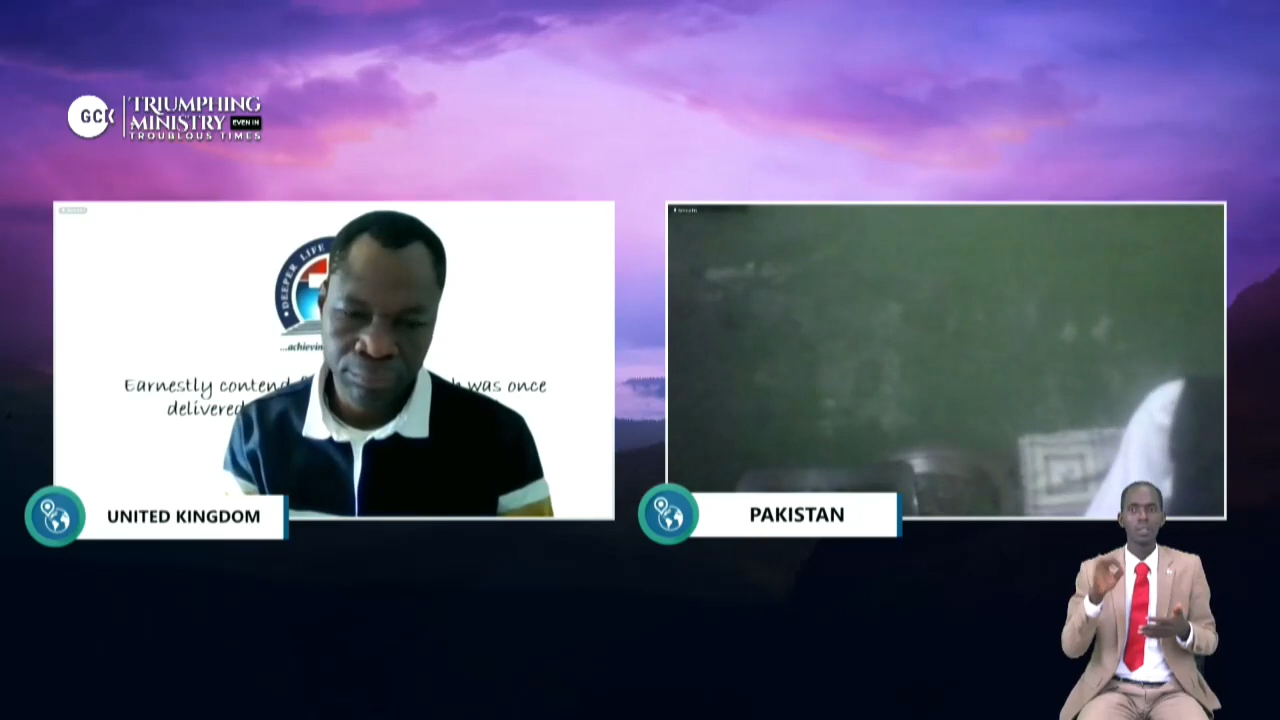 GCK
TRIUMPHING
MINISTRY EVEN IN
TROUBLOUS TIMES
DEEPER LIFE
...achievin
Earnestly contend
h was once
delivered
UNITED KINGDOM
PAKISTAN